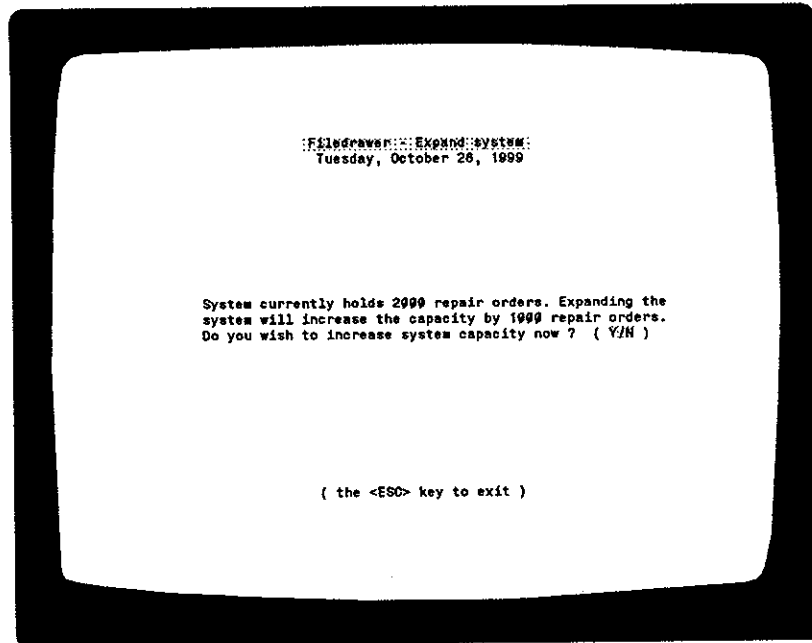 Filedrawer - Expand system
Tuesday, October 26, 1999
System currently holds 2000 repair orders. Expanding the
system will increase the capacity by 1000 repair orders.
Do you wish to increase system capacity now ? ( Y/N )
( the <ESC> key to exit )